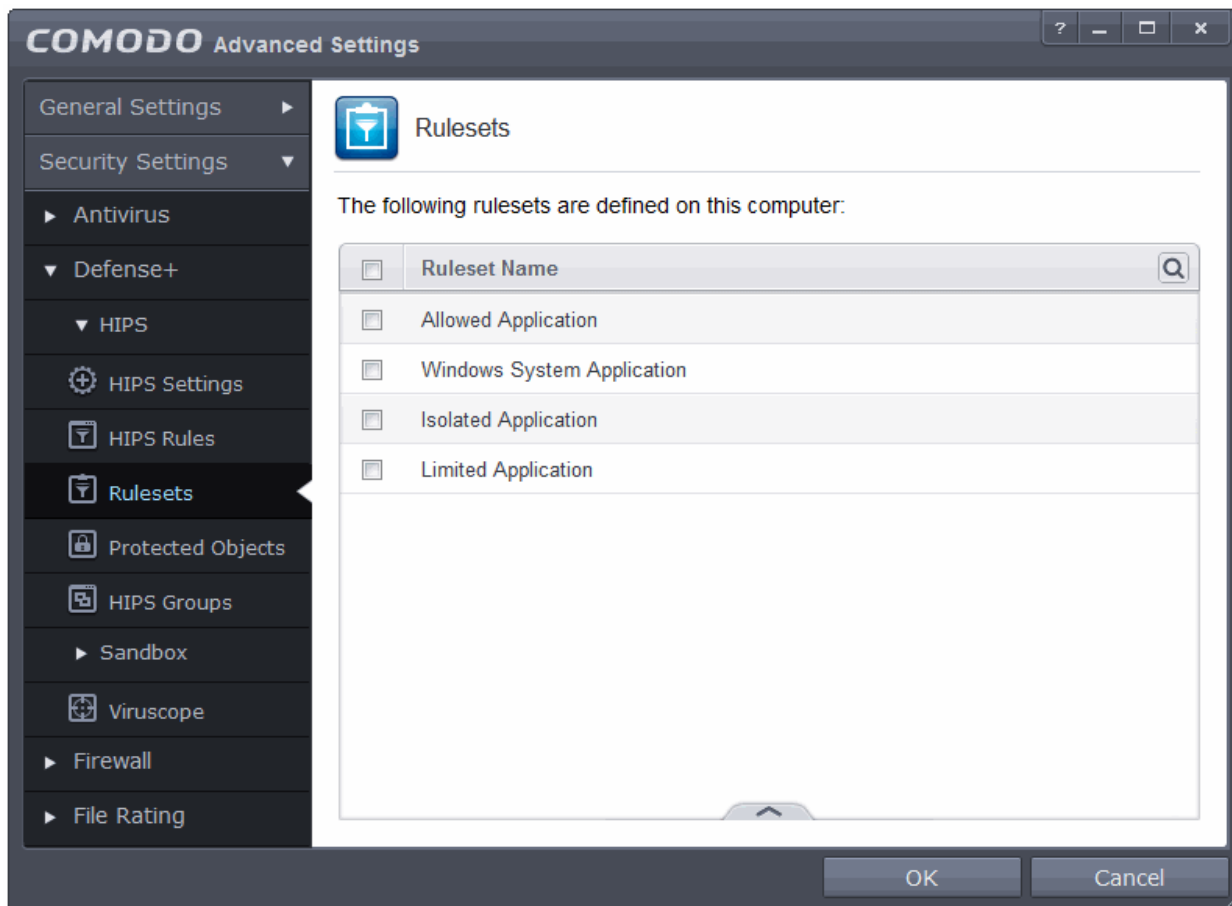 COMODO Advanced Settings
?
General Settings
Security Settings
Antivirus
Defense+
HIPS
HIPS Settings
HIPS Rules
Rulesets
Protected Objects
HIPS Groups
Sandbox
Viruscope
Firewall
File Rating
Rulesets
The following rulesets are defined on this computer:
Ruleset Name
Allowed Application
Windows System Application
Isolated Application
Limited Application
OK
Cancel